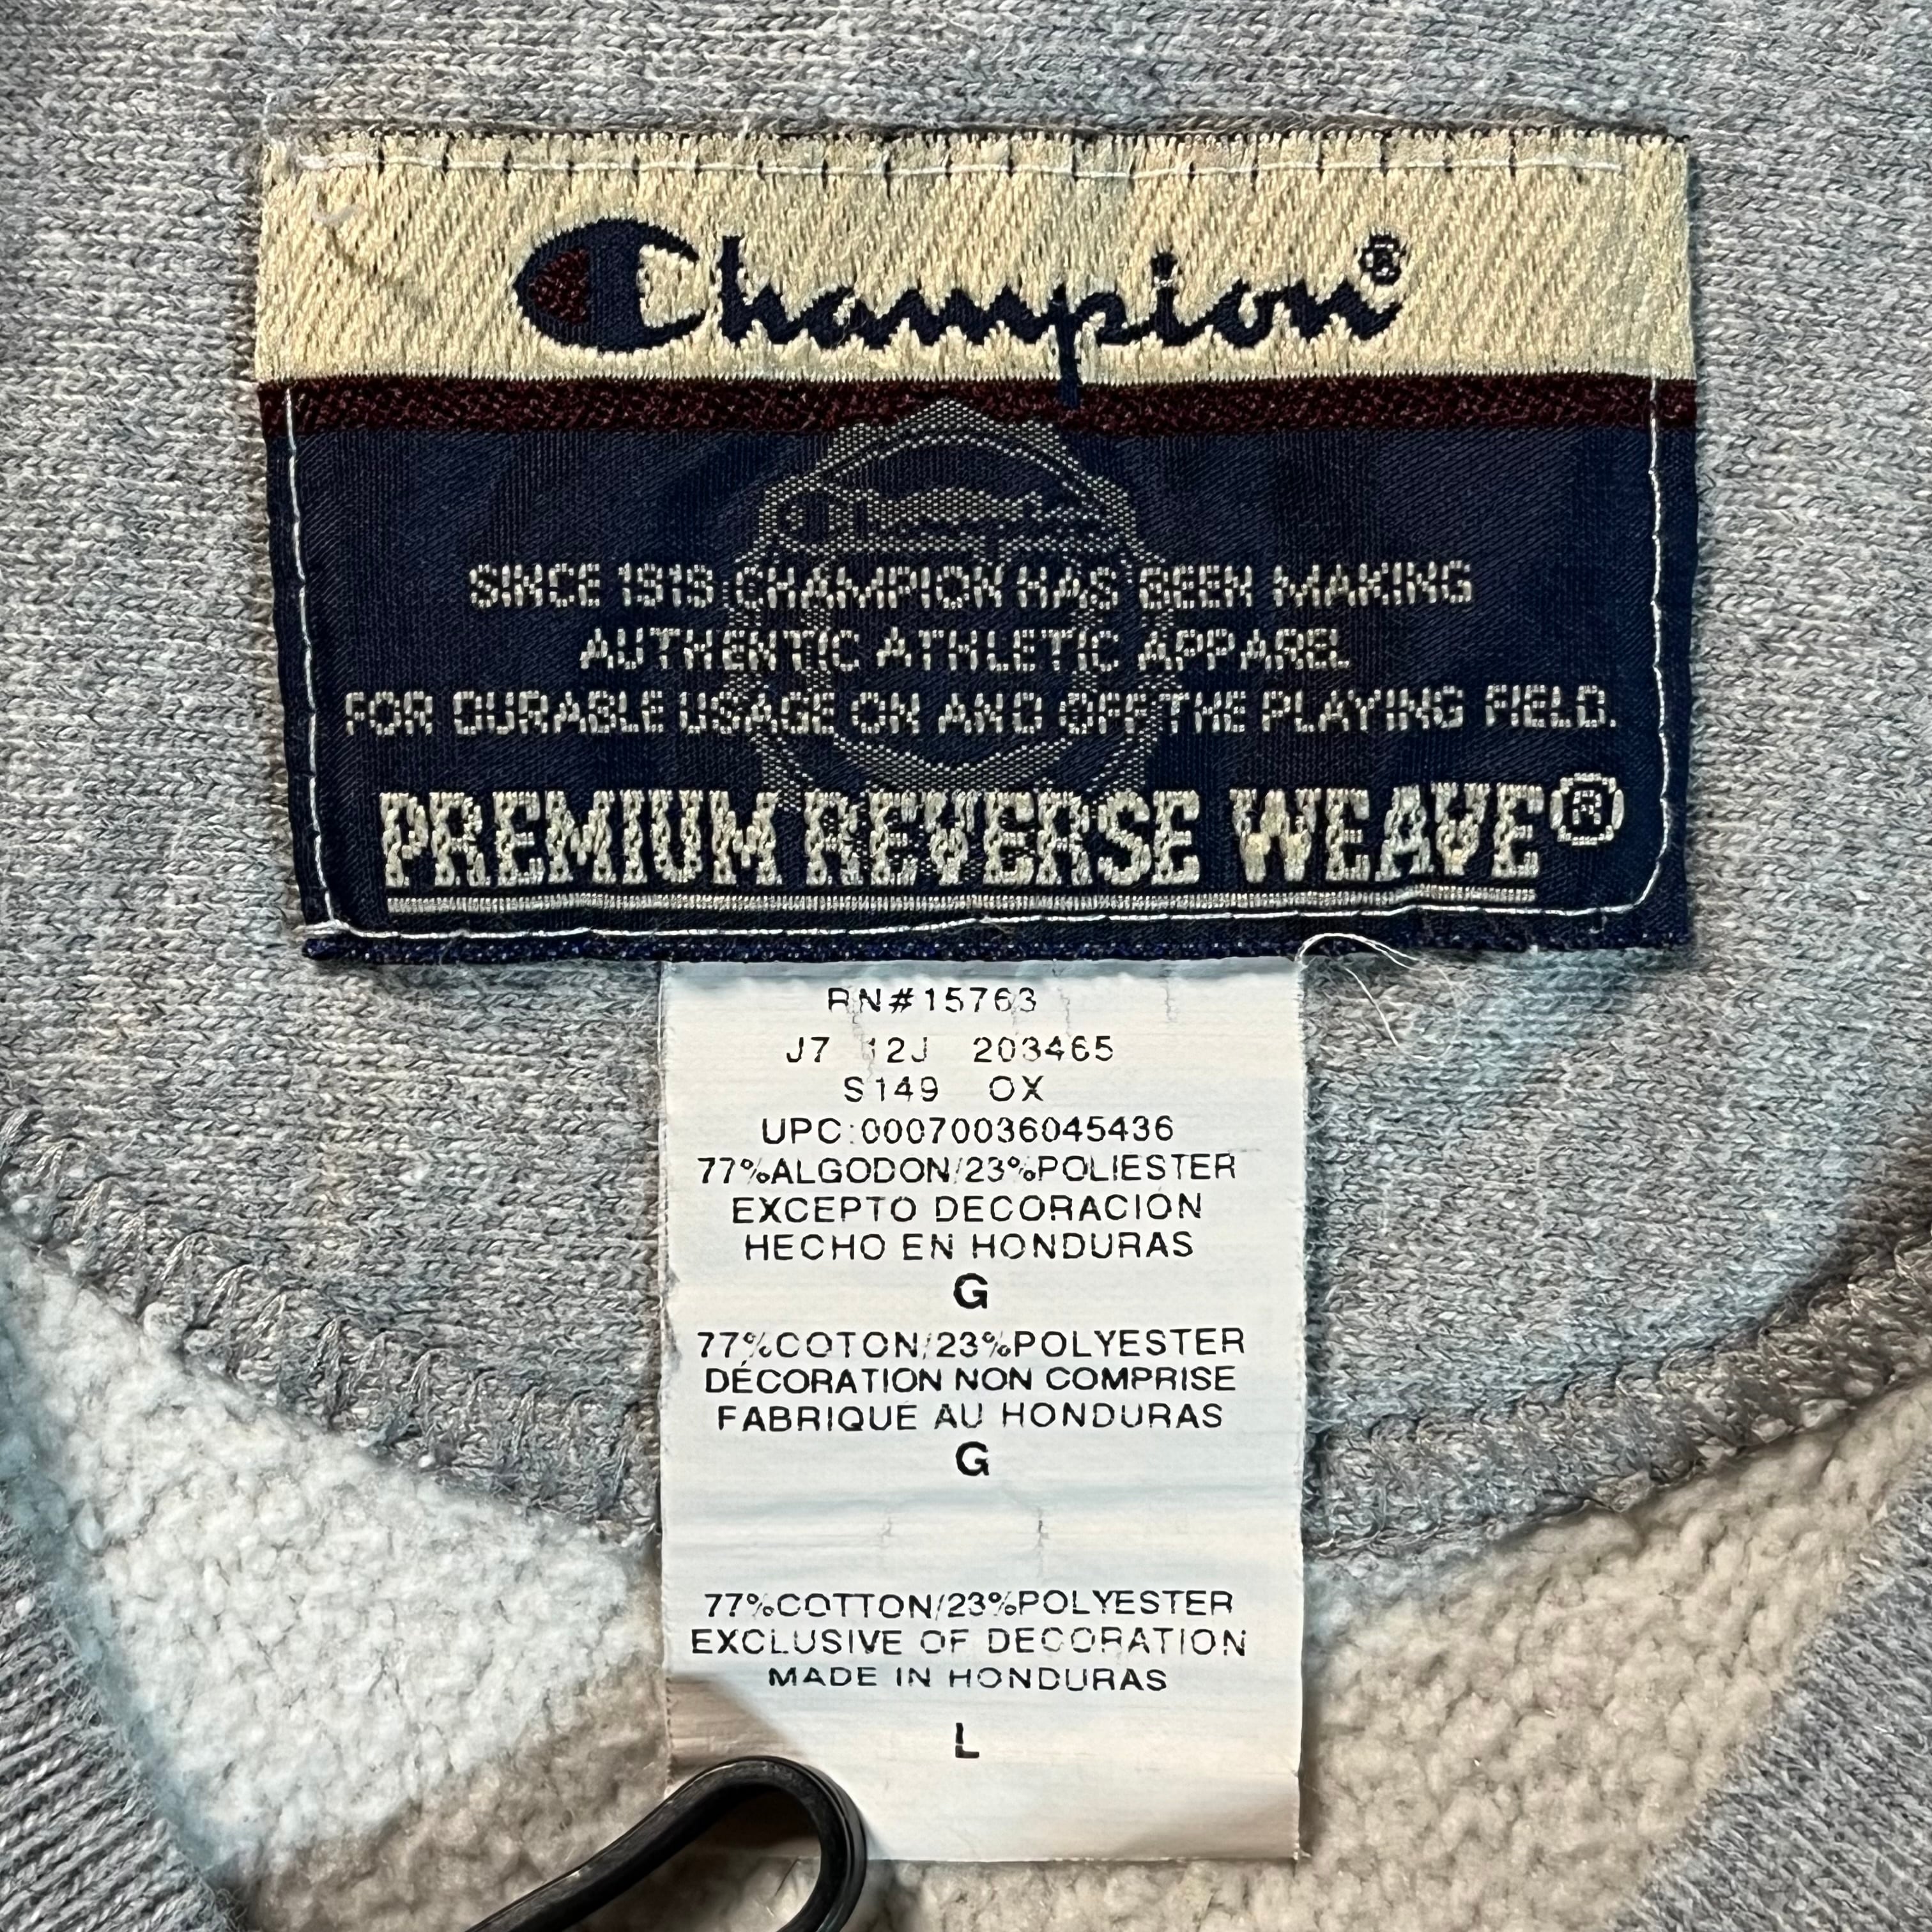 Champion®
SINCE 1919 CHAMPION HAS BEEN MAKING
AUTHENTIC ATHLETIC APPAREL
FOR DURABLE USAGE ON AND OFF THE PLAYING FIELD.
PREMIUM REVERSE WEAVE®
RN#15763
J7 12J 203465
S149 OX
UPC:00070036045436
77%ALGODON/23%POLIESTER
EXCEPTO DECORACIÓN
HECHO EN HONDURAS
G
77%COTON/23%POLYESTER
DÉCORATION NON COMPRISE
FABRIQUE AU HONDURAS
G
77%COTTON/23%POLYESTER
EXCLUSIVE OF DECORATION
MADE IN HONDURAS
L